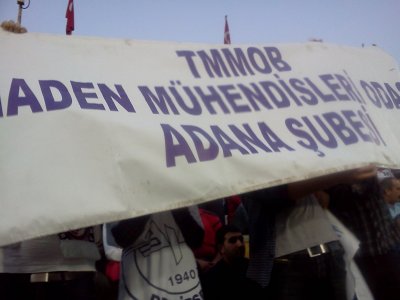 TMMOB
MADEN MÜHENDİSLERİ ODASI
ADANA ŞUBESİ
1940